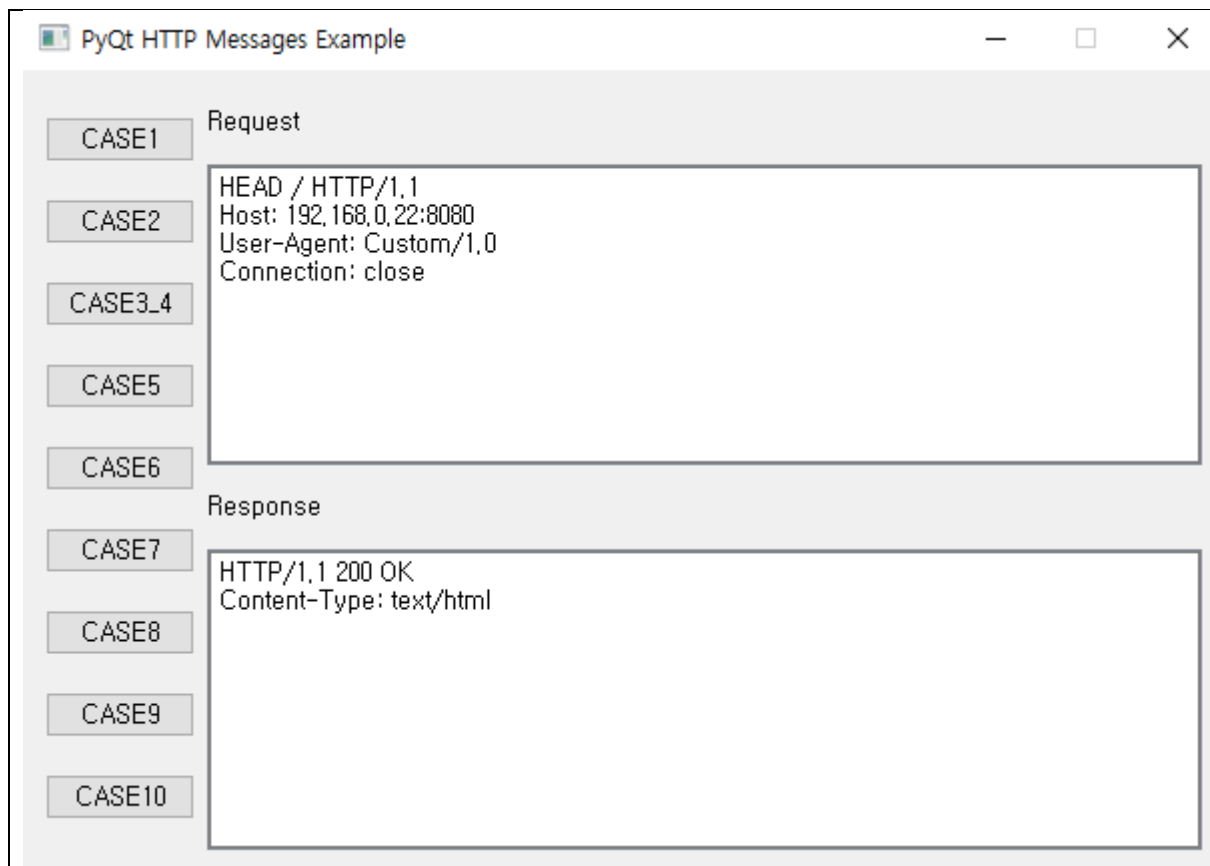 PyQt HTTP Messages Example
CASE1
CASE2
CASE3_4
CASE5
CASE6
CASE7
CASE8
CASE9
CASE10
Request
HEAD / HTTP/1.1
Host: 192.168.0.22:8080
User-Agent: Custom/1.0
Connection: close
Response
HTTP/1.1 200 OK
Content-Type: text/html